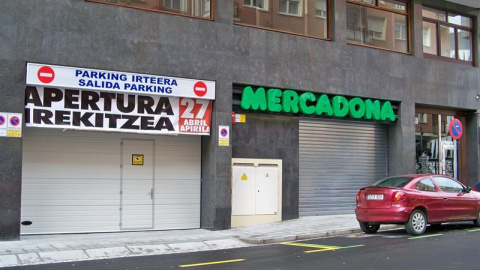 PARKING IRTEERA
SALIDA PARKING
APERTURA
IREKITZEA
27
ABRIL
APIRILA
MERCADONA